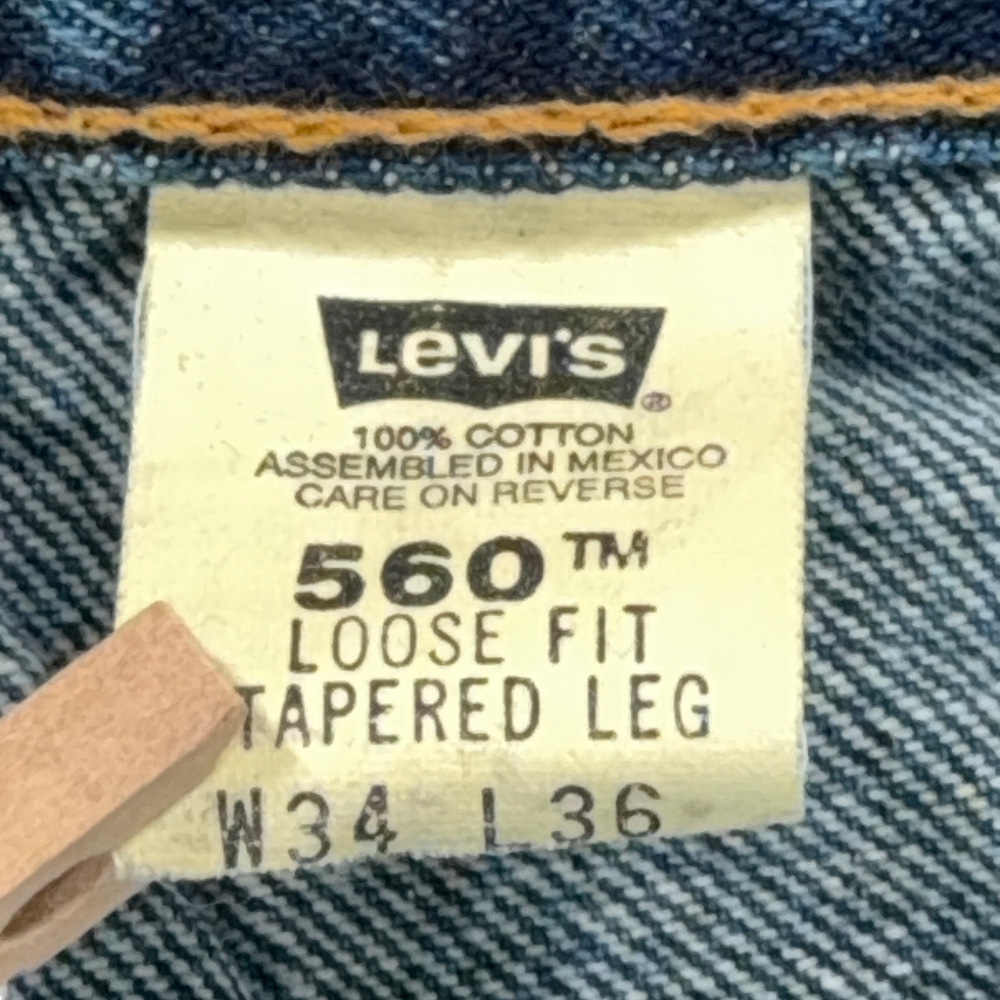 Levi's®
100% COTTON
ASSEMBLED IN MEXICO
CARE ON REVERSE
560™
LOOSE FIT
TAPERED LEG
W34 L36